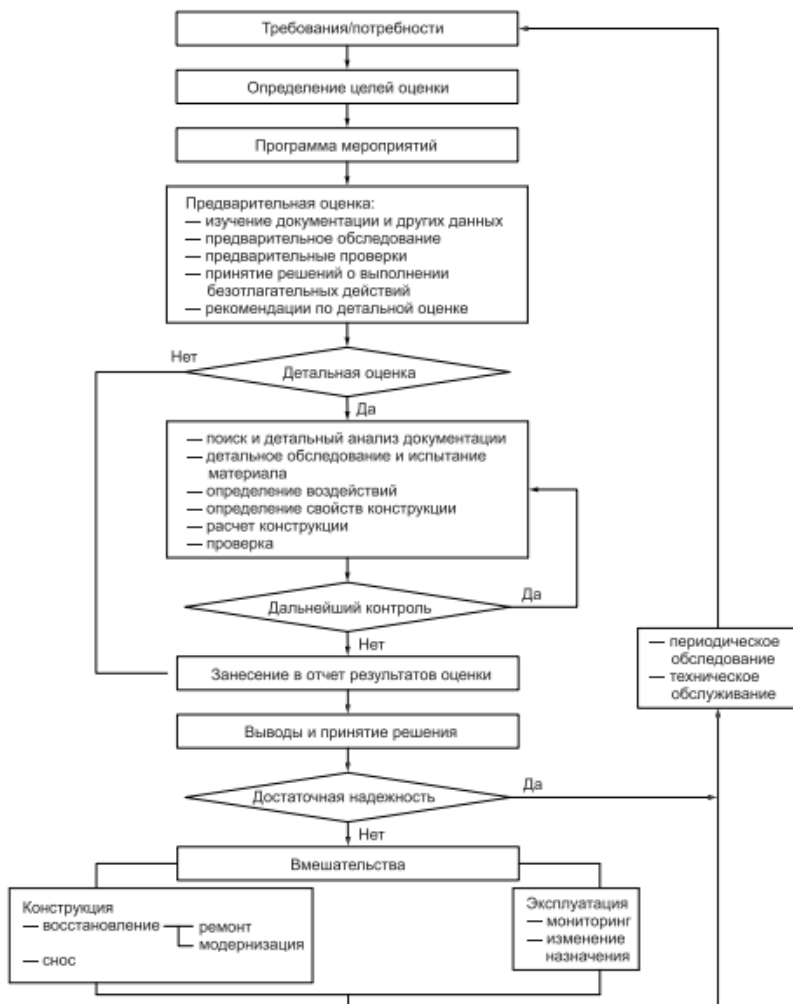 Требования/потребности
Определение целей оценки
Программа мероприятий
Предварительная оценка:
— изучение документации и других данных
— предварительное обследование
— предварительные проверки
— принятие решений о выполнении
безотлагательных действий
— рекомендации по детальной оценке
Нет
Детальная оценка
Да
— поиск и детальный анализ документации
— детальное обследование и испытание
материала
— определение воздействий
— определение свойств конструкции
— расчет конструкции
— проверка
Дальнейший контроль
Да
Нет
— периодическое
обследование
— техническое
обслуживание
Занесение в отчет результатов оценки
Выводы и принятие решения
Достаточная надежность
Да
Нет
Вмешательства
Конструкция
— восстановление
ремонт
модернизация
— снос
Эксплуатация
— мониторинг
— изменение
назначения